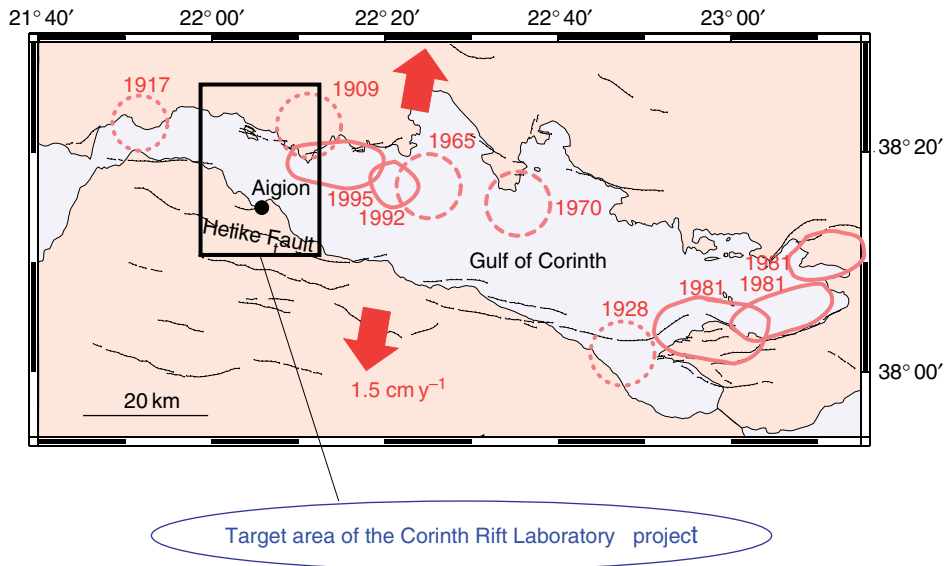 21°40′ 22°00′ 22°20′ 22°40′ 23°00′
1917
1909
1965
38°20′
Aigion
1995
1992
1970
Helike Fault
Gulf of Corinth
1981
1981 1981
1928
38°00′
1.5 cm y–1
20 km
Target area of the Corinth Rift Laboratory project